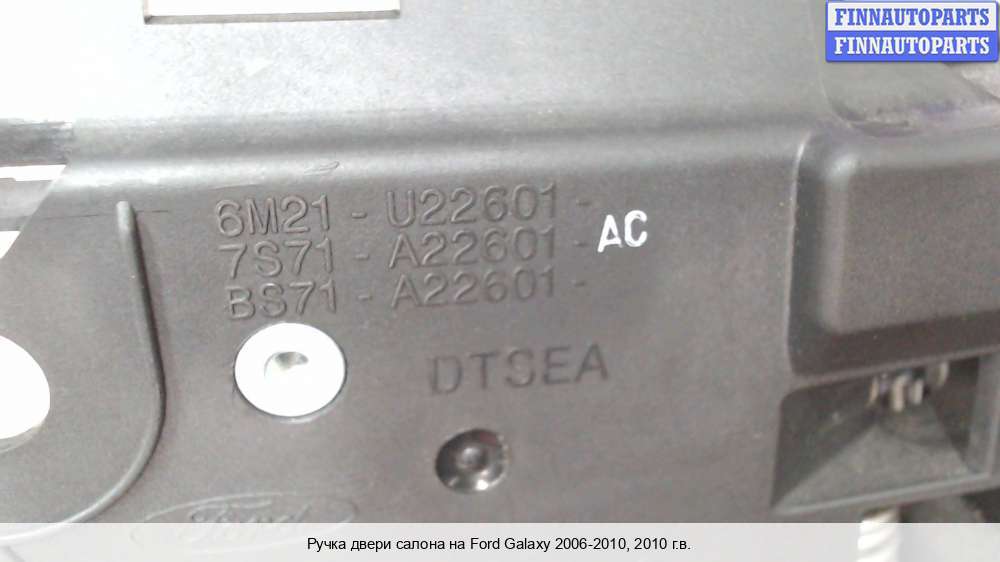 FINNAUTOPARTS
FINNAUTOPARTS
6M21 - U22601 -
7S71 - A22601 - AC
BS71 - A22601 -
DTSEA
Ford
Ручка двери салона на Ford Galaxy 2006-2010, 2010 г.в.